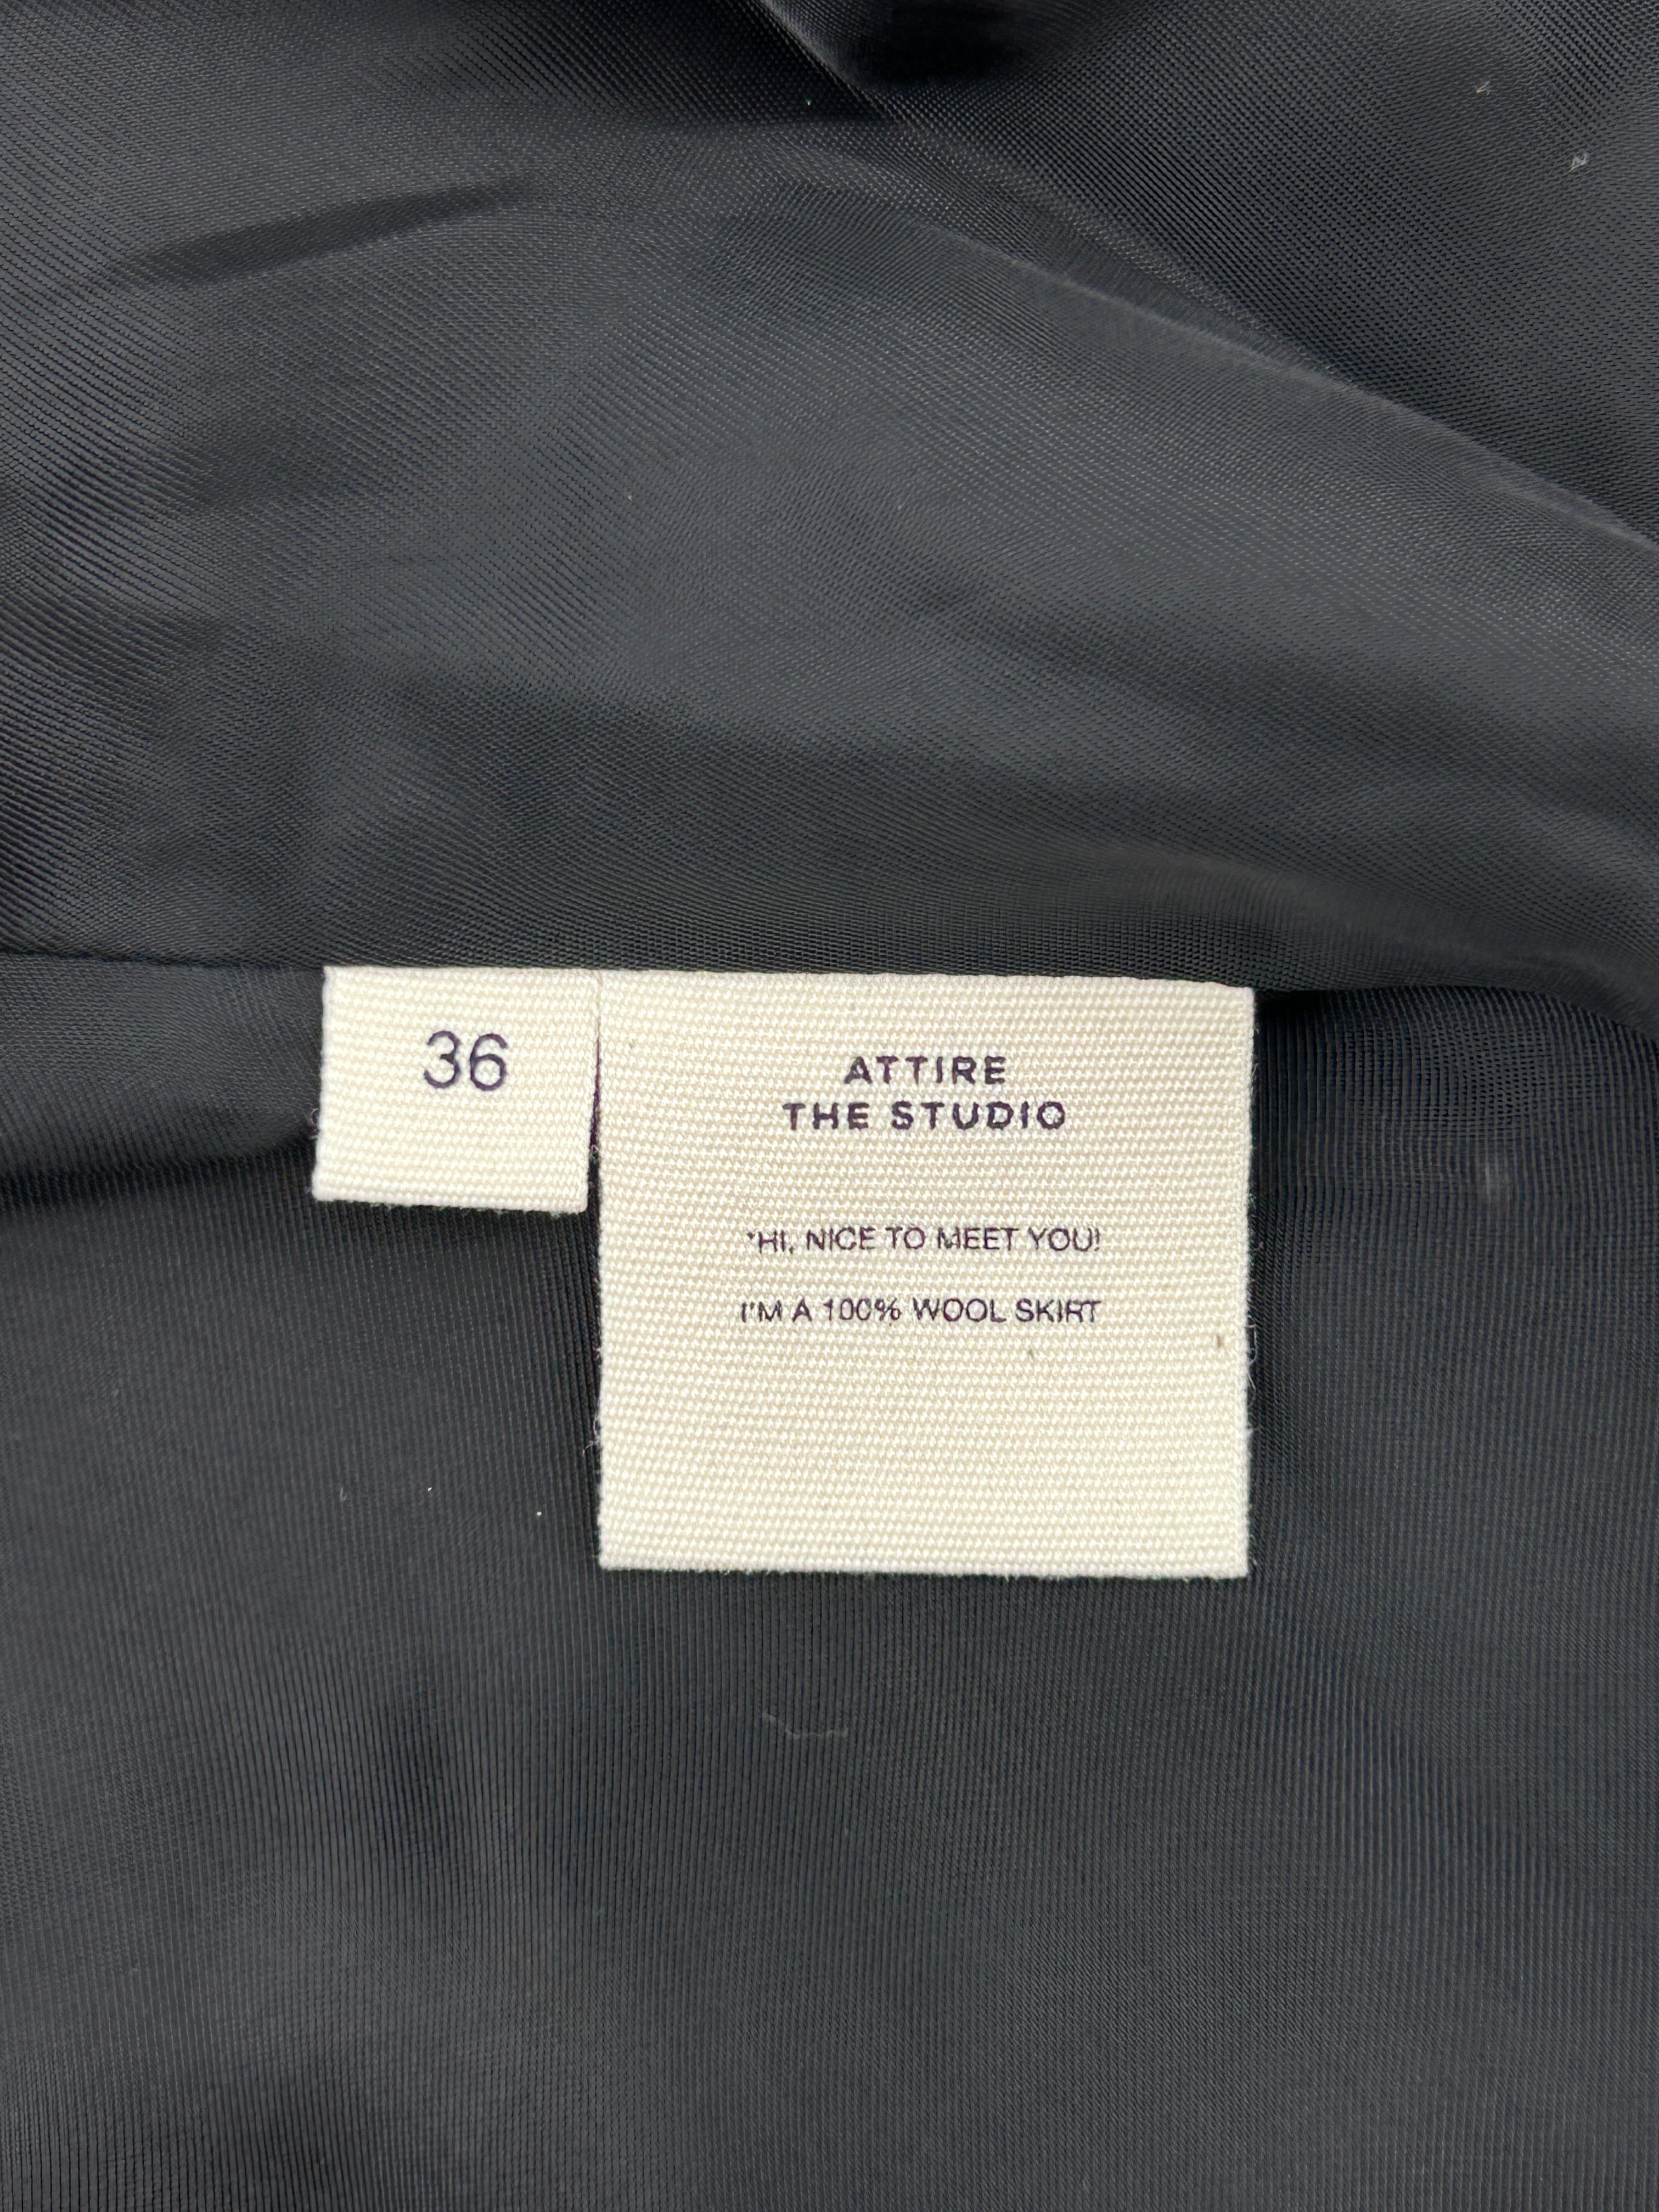 36
ATTIRE
THE STUDIO
*HI, NICE TO MEET YOU!
I'M A 100% WOOL SKIRT